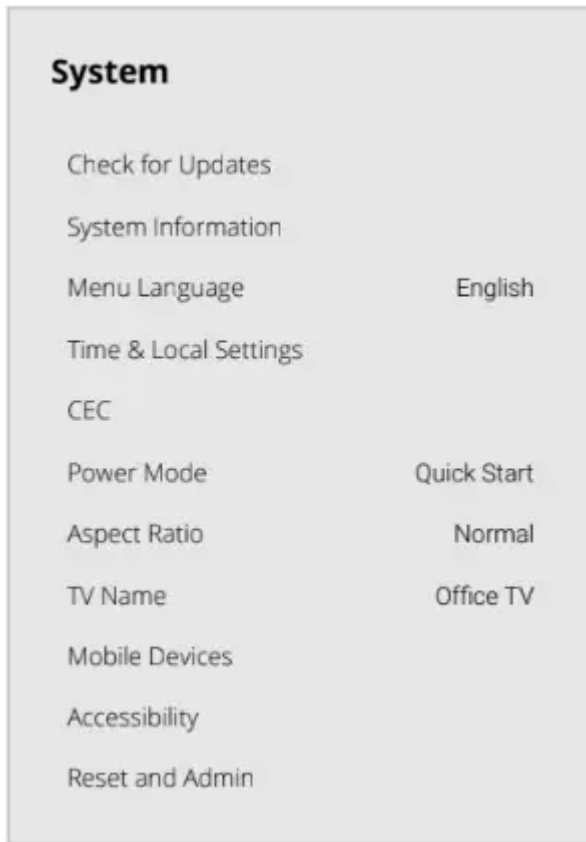 System
Check for Updates
System Information
Menu Language English
Time & Local Settings
CEC
Power Mode Quick Start
Aspect Ratio Normal
TV Name Office TV
Mobile Devices
Accessibility
Reset and Admin